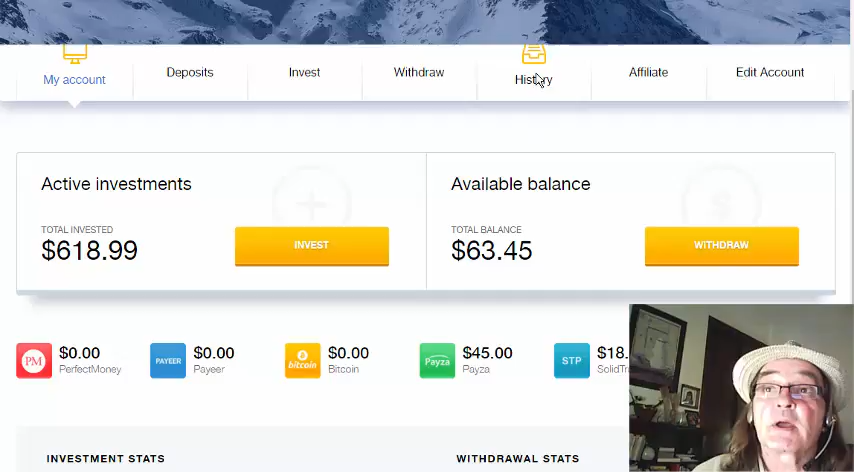 My account
Deposits
Invest
Withdraw
History
Affiliate
Edit Account
Active investments
Available balance
TOTAL INVESTED
$618.99
INVEST
TOTAL BALANCE
$63.45
WITHDRAW
PM
$0.00
PerfectMoney
PAYEER
$0.00
Payeer
bitcoin
$0.00
Bitcoin
Payza
$45.00
Payza
STP
$18.
SolidTr
INVESTMENT STATS
WITHDRAWAL STATS